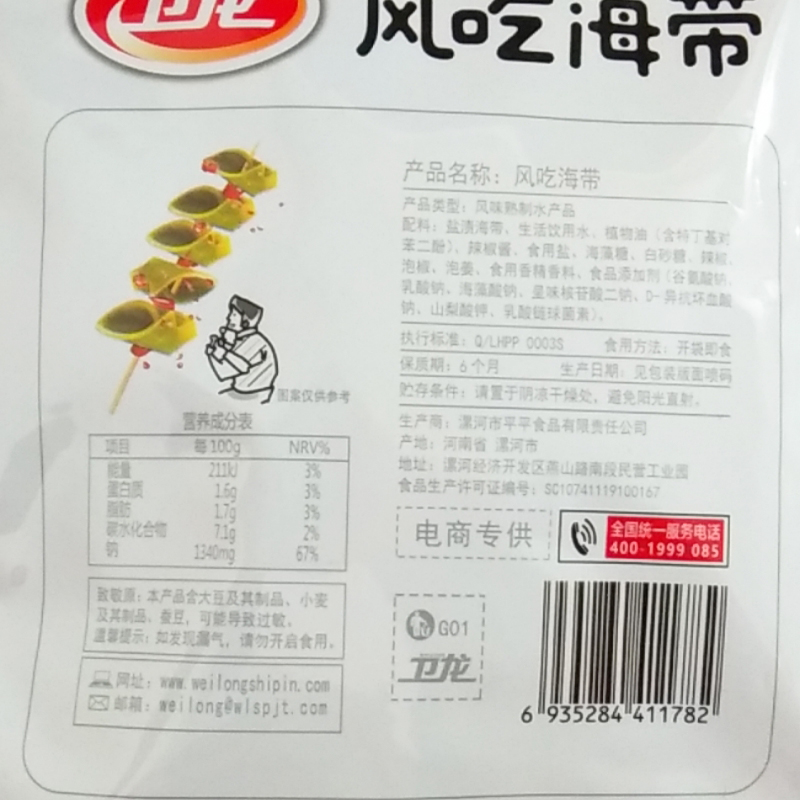 卫龙
风吃海带
产品名称：风吃海带
产品类型：风味熟制水产品
配料：盐渍海带、生活饮用水、植物油（含特丁基对
苯二酚）、辣椒酱、食用盐、海藻糖、白砂糖、辣椒、
泡椒、泡姜、食用香精香料、食品添加剂（谷氨酸钠、
乳酸钠、海藻酸钠、呈味核苷酸二钠、D-异抗坏血酸
钠、山梨酸钾、乳酸链球菌素）。
执行标准：Q/LHPP 0003S 食用方法：开袋即食
保质期：6个月 生产日期：见包装版面喷码
贮存条件：请置于阴凉干燥处，避免阳光直射。
生产商：漯河市平平食品有限责任公司
产地：河南省 漯河市
地址：漯河经济开发区燕山路南段民营工业园
食品生产许可证编号：SC10741119100167
电商专供
全国统一服务电话
400-1999 085
图案仅供参考
营养成分表
项目 每100g NRV%
能量 211kJ 3%
蛋白质 1.6g 3%
脂肪 1.7g 3%
碳水化合物 7.1g 2%
钠 1340mg 67%
致敏原：本产品含大豆及其制品、小麦
及其制品、蚕豆，可能导致过敏。
温馨提示：如发现漏气，请勿开启食用。
网址：www.weilongshipin.com
邮箱：weilong@wlspjt.com
G01
卫龙
6 935284 411782